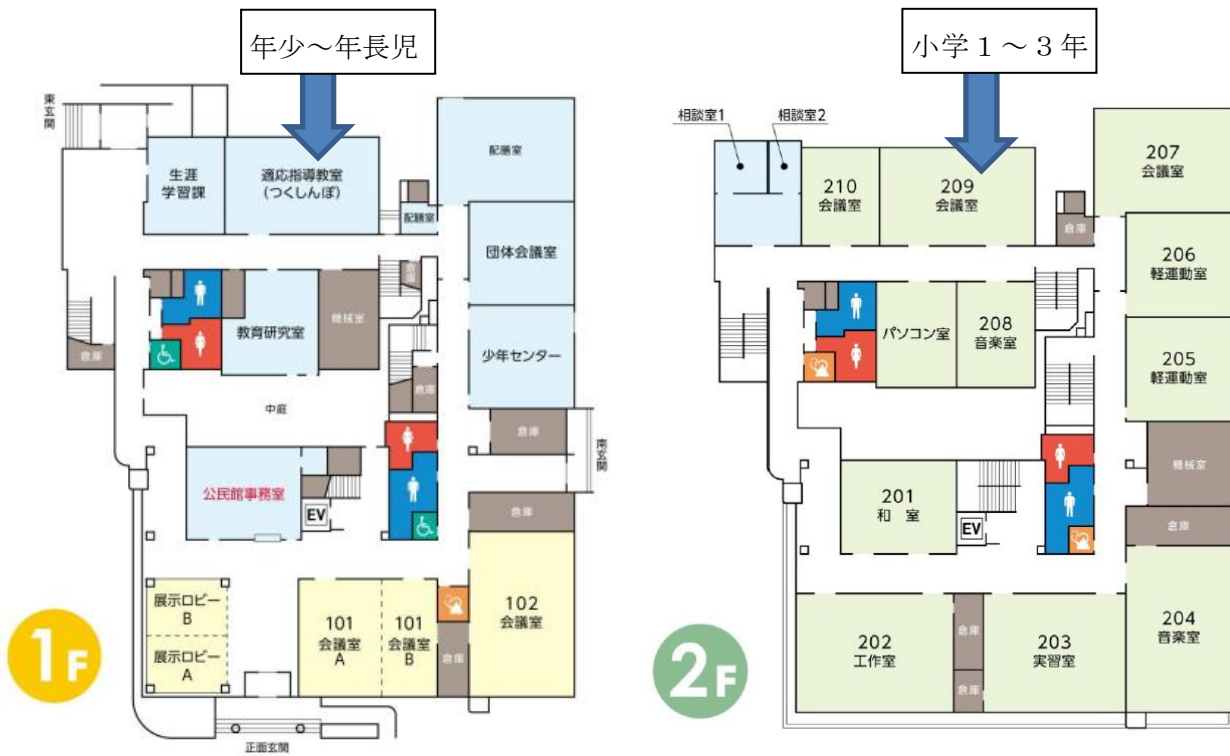 年少～年長児
小学１～３年
東玄関
生涯
学習課
適応指導教室
(つくしんぼ)
配膳室
配膳室
団体会議室
倉庫
教育研究室
機械室
少年センター
倉庫
中庭
倉庫
倉庫
南玄関
公民館事務室
EV
倉庫
展示ロビー
B
展示ロビー
A
101
会議室
A
101
会議室
B
倉庫
102
会議室
1F
正面玄関
相談室1
相談室2
210
会議室
209
会議室
207
会議室
倉庫
206
軽運動室
パソコン室
208
音楽室
205
軽運動室
機械室
201
和　室
EV
倉庫
202
工作室
倉庫
倉庫
203
実習室
204
音楽室
2F